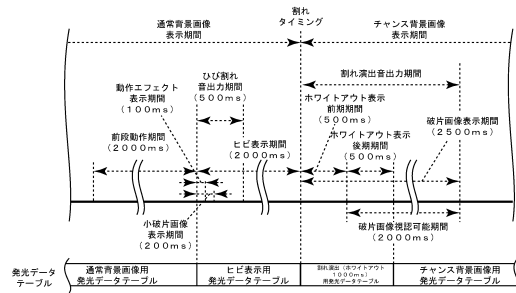 割れ
タイミング
通常背景画像
表示期間
チャンス背景画像
表示期間
ひび割れ
音出力期間
(500ms)
割れ演出音出力期間
動作エフェクト
表示期間
(100ms)
ホワイトアウト表示
前期期間
(500ms)
破片画像表示期間
(2500ms)
前段動作期間
(2000ms)
ヒビ表示期間
(2000ms)
ホワイトアウト表示
後期期間
(500ms)
小破片画像
表示期間
(200ms)
破片画像視認可能期間
(2000ms)
発光データ
テーブル
通常背景画像用
発光データテーブル
ヒビ表示用
発光データテーブル
割れ演出(ホワイトアウト
1000ms)
用発光データテーブル
チャンス背景画像用
発光データテーブル